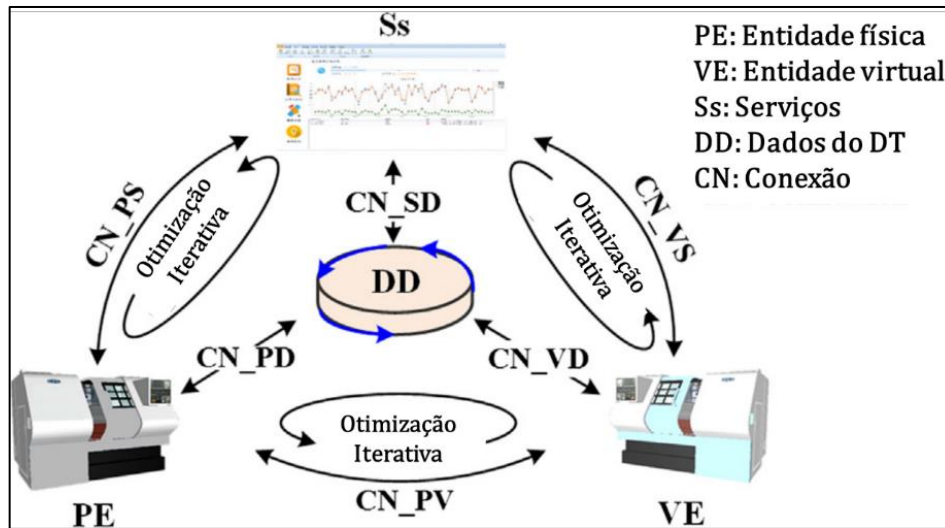 Ss
PE: Entidade física
VE: Entidade virtual
Ss: Serviços
DD: Dados do DT
CN: Conexão
CN_PS
Otimização
Iterativa
CN_SD
Otimização
Iterativa
CN_VS
DD
CN_PD
CN_VD
Otimização
Iterativa
CN_PV
PE
VE